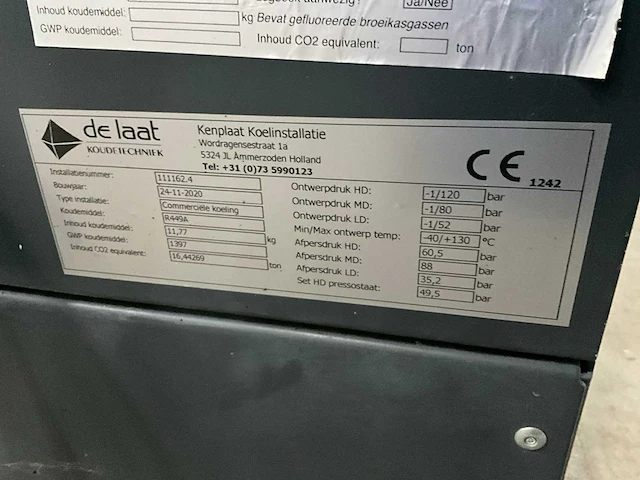 Logboek aanwezig? Ja/Nee
Inhoud koudemiddel: kg Bevat gefluoreerde broeikasgassen
GWP koudemiddel: Inhoud CO2 equivalent: ton
de laat
KOUDETECHNIEK
Kenplaat Koelinstallatie
Wordragensestraat 1a
5324 JL Ammerzoden Holland
Tel: +31 (0)73 5990123
CE 1242
Installatienummer: 111162.4
Bouwjaar: 24-11-2020
Type installatie: Commerciële koeling
Koudemiddel: R449A
Inhoud koudemiddel: 11,77 kg
GWP koudemiddel: 1397
Inhoud CO2 equivalent: 16,44269 ton
Ontwerpdruk HD: -1/120 bar
Ontwerpdruk MD: -1/80 bar
Ontwerpdruk LD: -1/52 bar
Min/Max ontwerp temp: -40/+130 °C
Afpersdruk HD: 60,5 bar
Afpersdruk MD: 88 bar
Afpersdruk LD: 35,2 bar
Set HD pressostaat: 49,5 bar